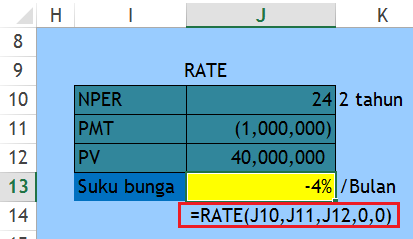 H I J K
8
9 RATE
10 NPER 24 2 tahun
11 PMT (1,000,000)
12 PV 40,000,000
13 Suku bunga -4% /Bulan
14 =RATE(J10,J11,J12,0,0)